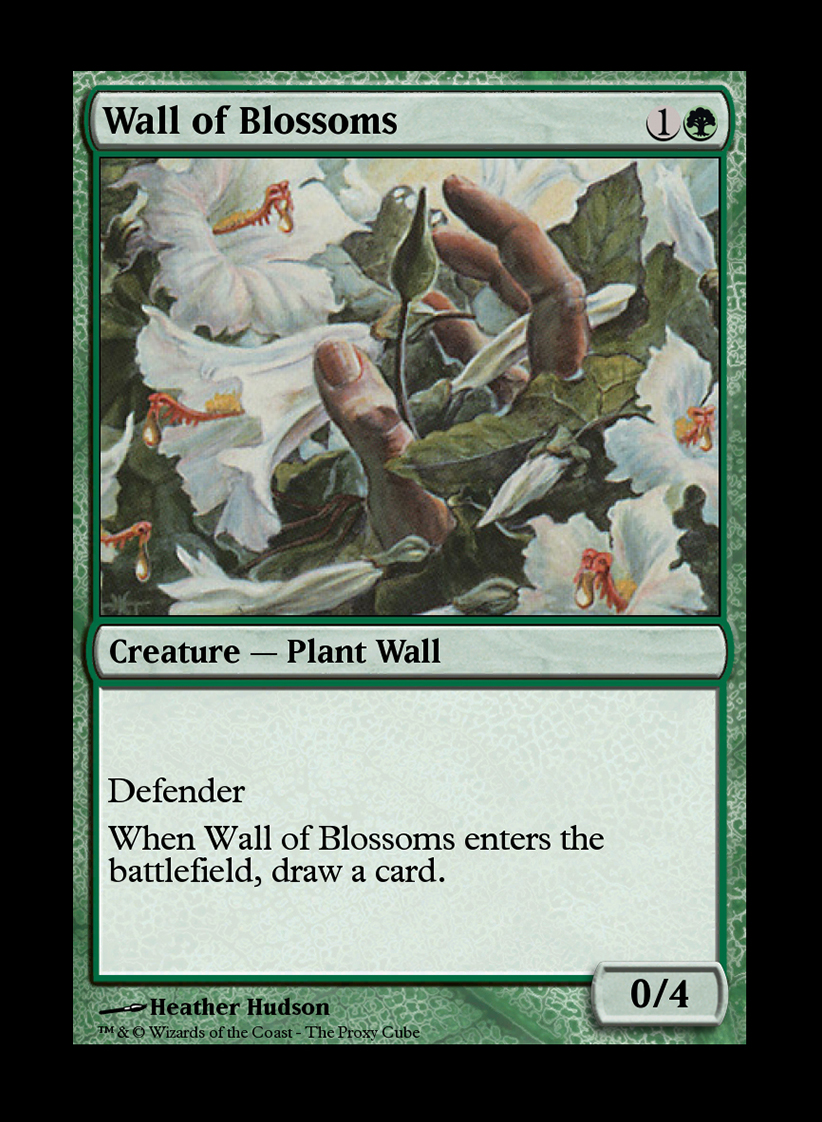 Wall of Blossoms 1
Creature — Plant Wall
Defender
When Wall of Blossoms enters the
battlefield, draw a card.
0/4
Heather Hudson
™ & © Wizards of the Coast - The Proxy Cube